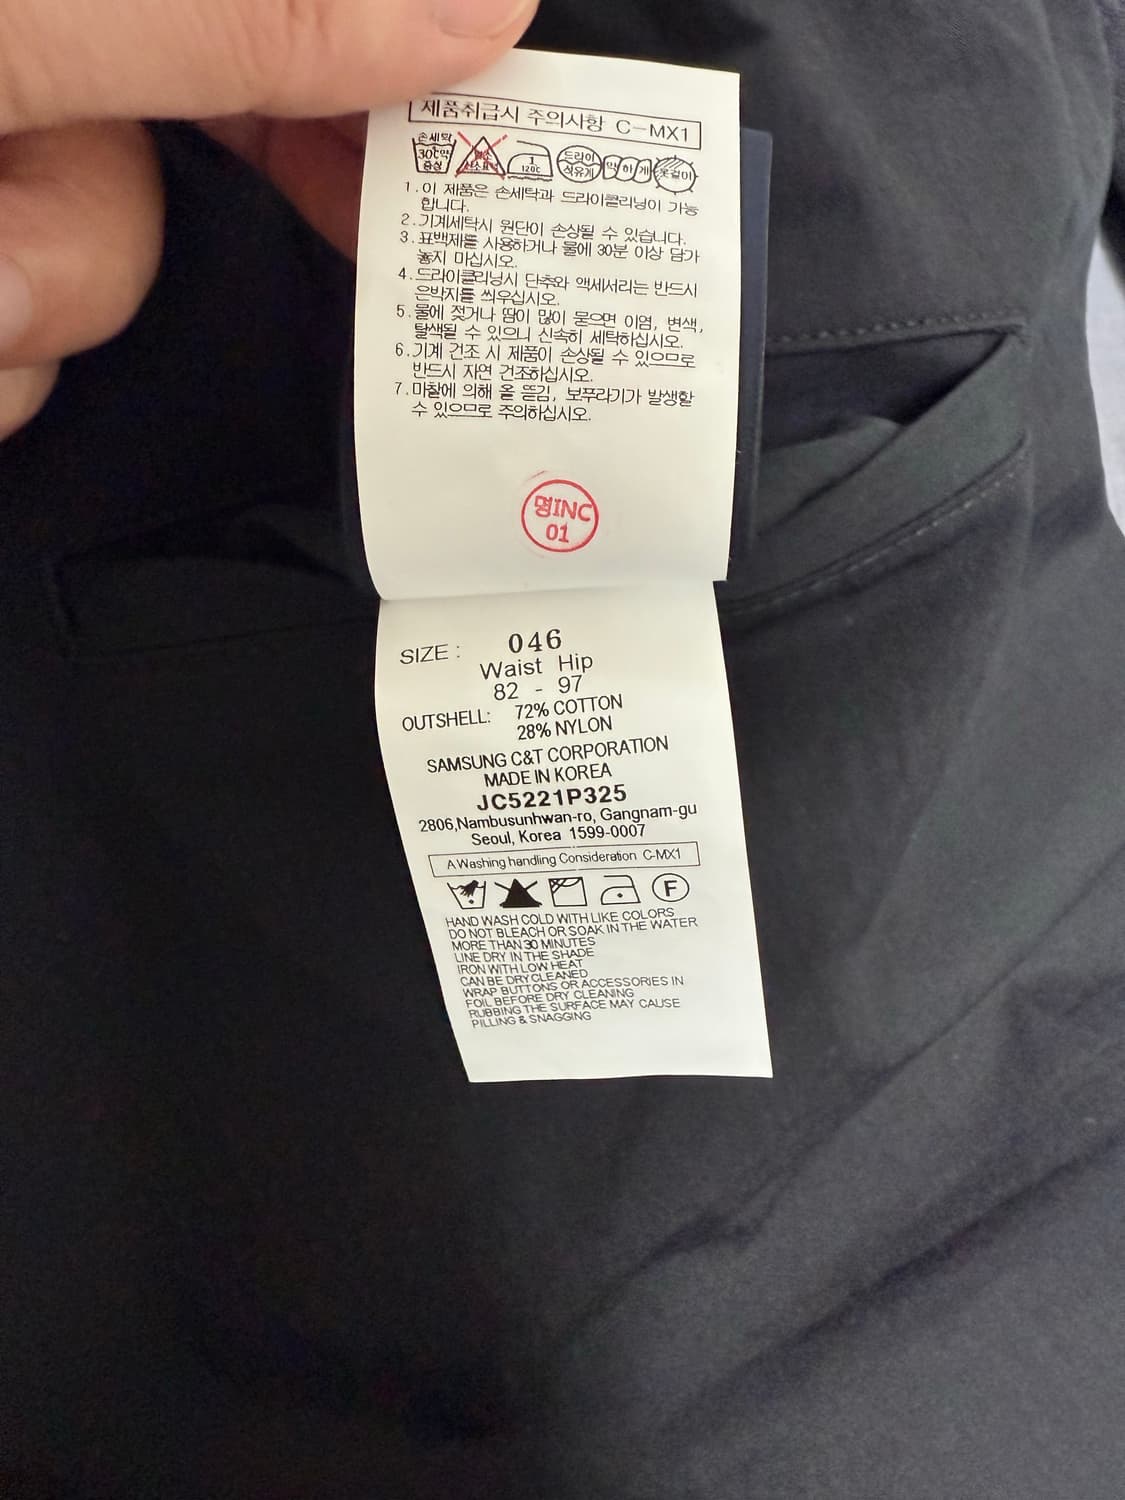 제품취급시 주의사항 C-MX1
손세탁 30℃약 중성
염소 산소표백
1 120℃
드라이 석유계
약하게
옷걸이
1.이 제품은 손세탁과 드라이클리닝이 가능
합니다.
2.기계세탁시 원단이 손상될 수 있습니다.
3.표백제를 사용하거나 물에 30분 이상 담가
놓지 마십시오.
4.드라이클리닝시 단추와 액세서리는 반드시
은박지를 씌우십시오.
5.물에 젖거나 땀이 많이 묻으면 이염, 변색,
탈색될 수 있으니 신속히 세탁하십시오.
6.기계 건조 시 제품이 손상될 수 있으므로
반드시 자연 건조하십시오.
7.마찰에 의해 올 뜯김, 보푸라기가 발생할
수 있으므로 주의하십시오.
명INC
01
SIZE : 046
Waist Hip
82 - 97
OUTSHELL: 72% COTTON
28% NYLON
SAMSUNG C&T CORPORATION
MADE IN KOREA
JC5221P325
2806,Nambusunhwan-ro, Gangnam-gu
Seoul, Korea 1599-0007
A Washing handling Consideration C-MX1
F
HAND WASH COLD WITH LIKE COLORS
DO NOT BLEACH OR SOAK IN THE WATER
MORE THAN 30 MINUTES
LINE DRY IN THE SHADE
IRON WITH LOW HEAT
CAN BE DRY CLEANED
WRAP BUTTONS OR ACCESSORIES IN
FOIL BEFORE DRY CLEANING
RUBBING THE SURFACE MAY CAUSE
PILLING & SNAGGING